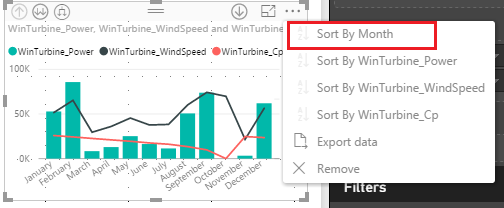 WinTurbine_Power, WinTurbine_WindSpeed and WinTurbine
WinTurbine_Power WinTurbine_WindSpeed WinTurbine_Cp
100K
50K
-0K
January
February
March
April
May
June
July
August
September
October
November
December
Sort By Month
Sort By WinTurbine_Power
Sort By WinTurbine_WindSpeed
Sort By WinTurbine_Cp
Export data
Remove
Filters